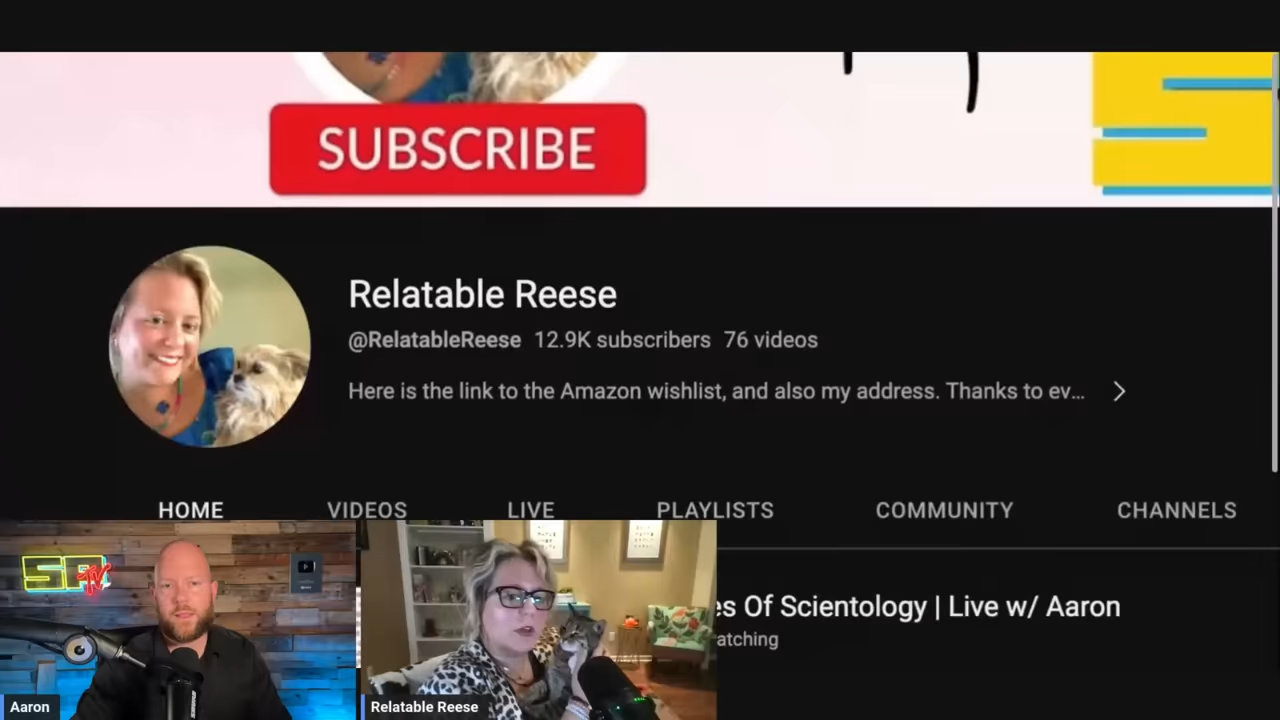 SUBSCRIBE
Relatable Reese
@RelatableReese 12.9K subscribers 76 videos
Here is the link to the Amazon wishlist, and also my address. Thanks to ev...
HOME VIDEOS LIVE PLAYLISTS COMMUNITY CHANNELS
es Of Scientology | Live w/ Aaron
atching
SPTV
Aaron
Relatable Reese